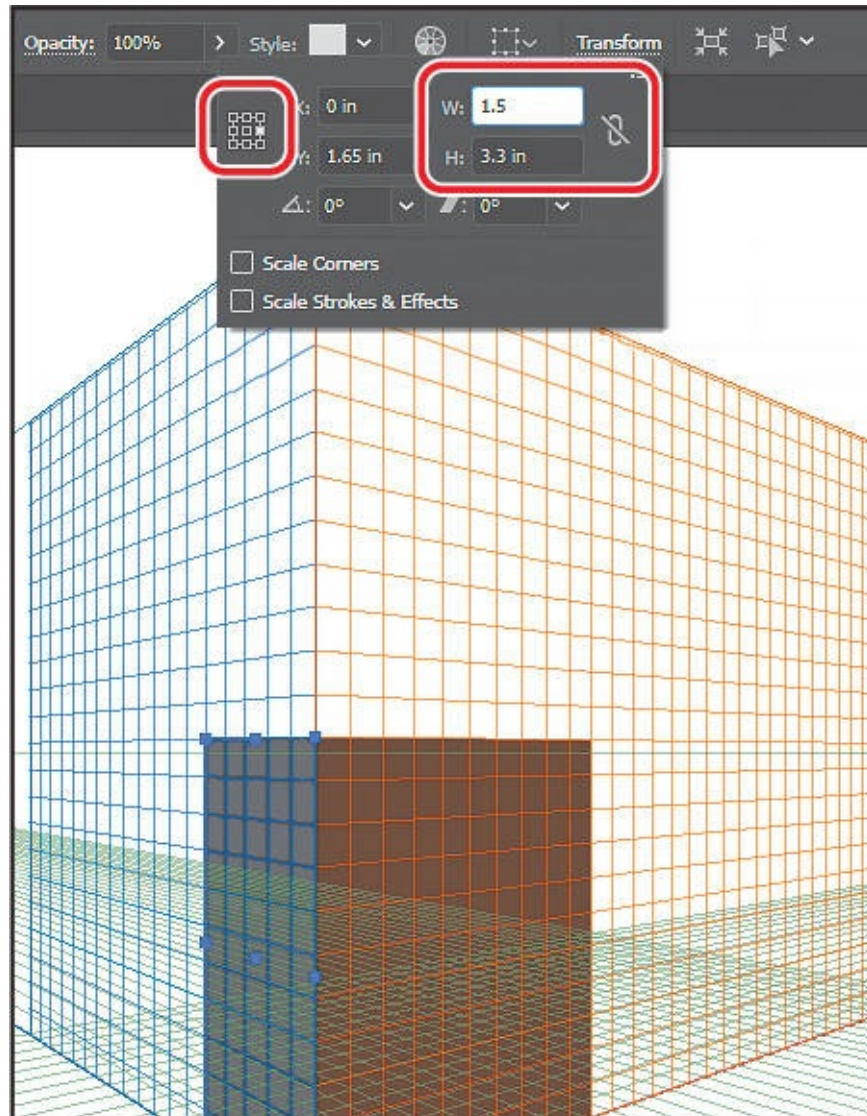 Opacity: 100% > Style: Transform
X: 0 in W: 1.5
Y: 1.65 in H: 3.3 in
0° 0°
Scale Corners
Scale Strokes & Effects